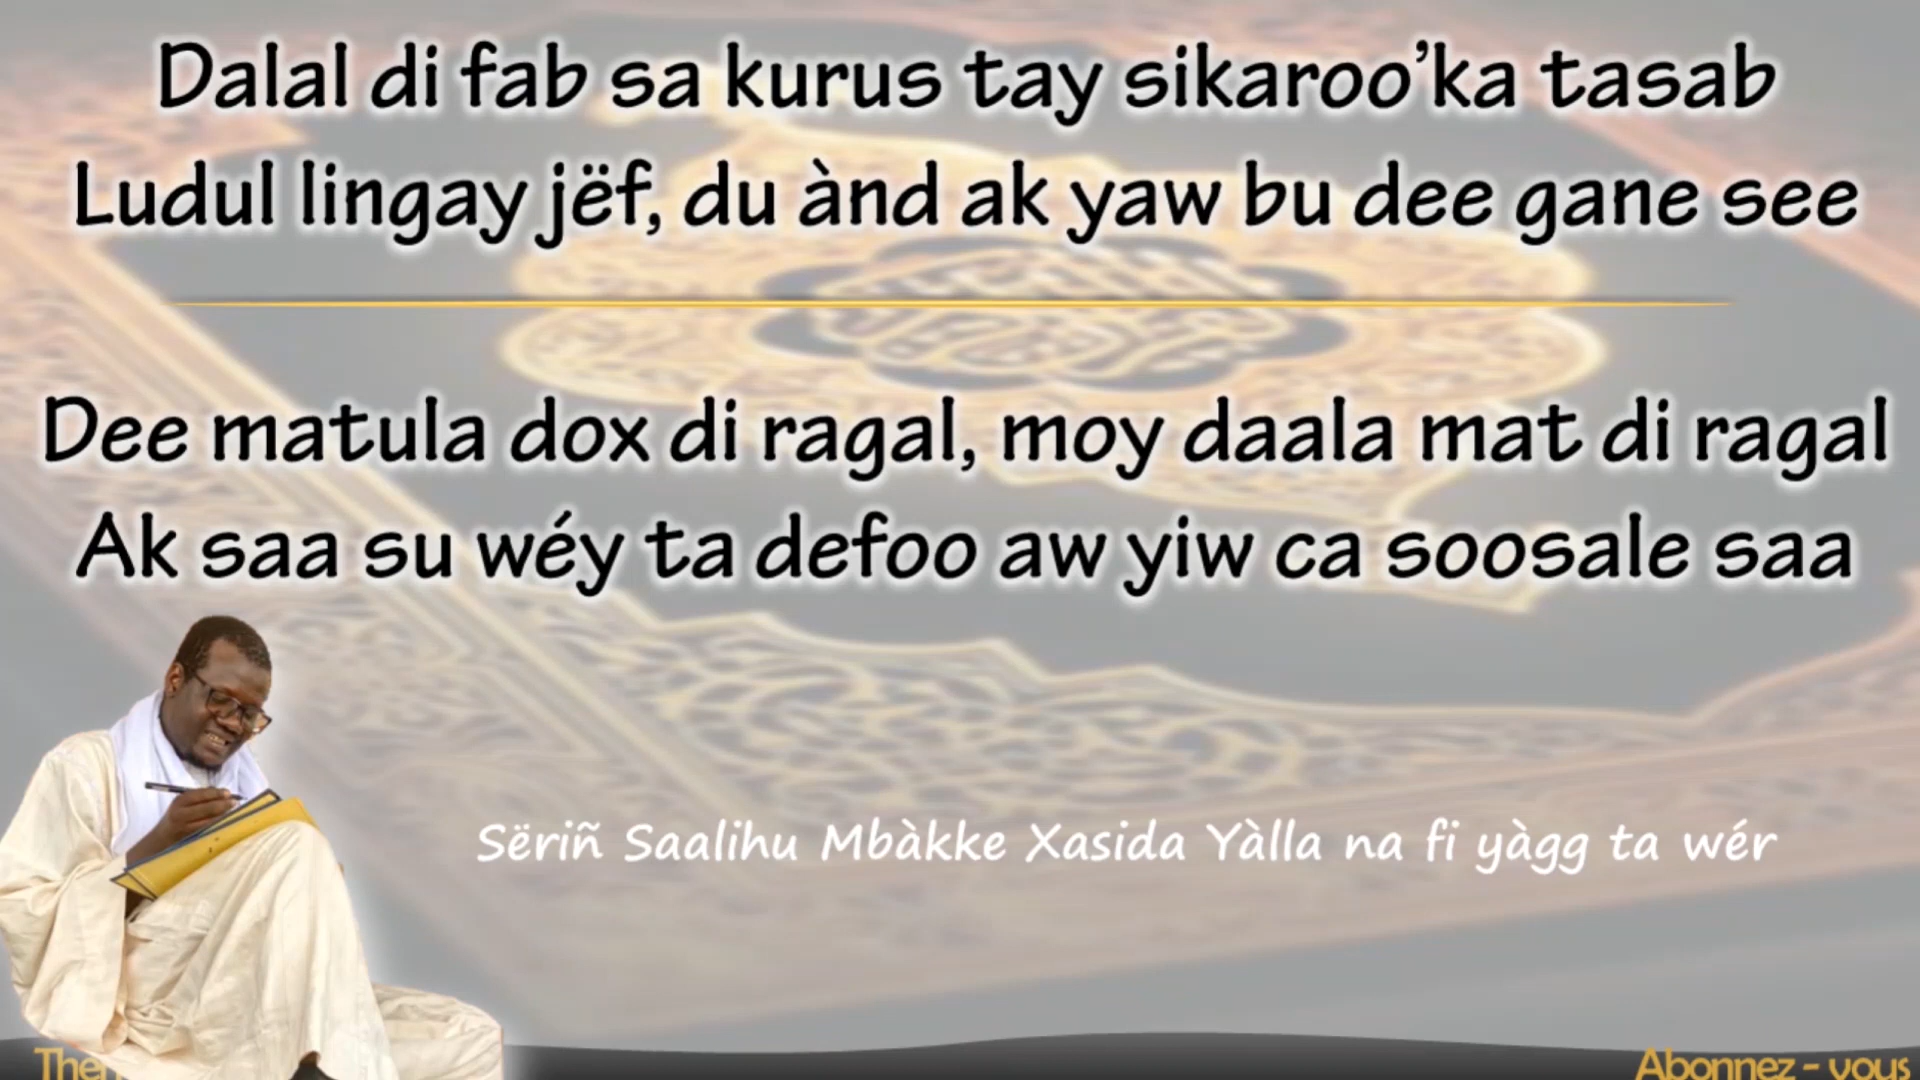 Dalal di fab sa kurus tay sikaroo’ka tasab
Ludul lingay jëf, du ànd ak yaw bu dee gane see
Dee matula dox di ragal, moy daala mat di ragal
Ak saa su wéy ta defoo aw yiw ca soosale saa
Sëriñ Saalihu Mbàkke Xasida Yàlla na fi yàgg ta wér
Abonnez - vous